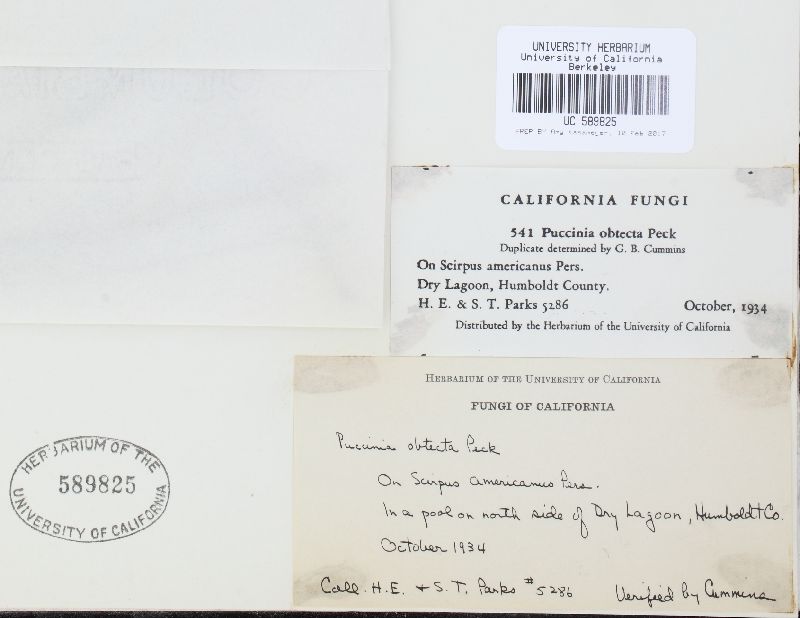 UNIVERSITY HERBARIUM
University of California
Berkeley
UC 589825
CALIFORNIA FUNGI
541 Puccinia obtecta Peck
Duplicate determined by G. B. Cummins
On Scirpus americanus Pers.
Dry Lagoon, Humboldt County.
H. E. & S. T. Parks 5286 October, 1934
Distributed by the Herbarium of the University of California
HERBARIUM OF THE UNIVERSITY OF CALIFORNIA
FUNGI OF CALIFORNIA
Puccinia obtecta Peck
On Scirpus americanus Pers.
In a pool on north side of Dry Lagoon, Humboldt Co.
October 1934
Coll. H.E. & S.T. Parks #5286 Verified by Cummins
HERBARIUM OF THE
589825
UNIVERSITY OF CALIFORNIA